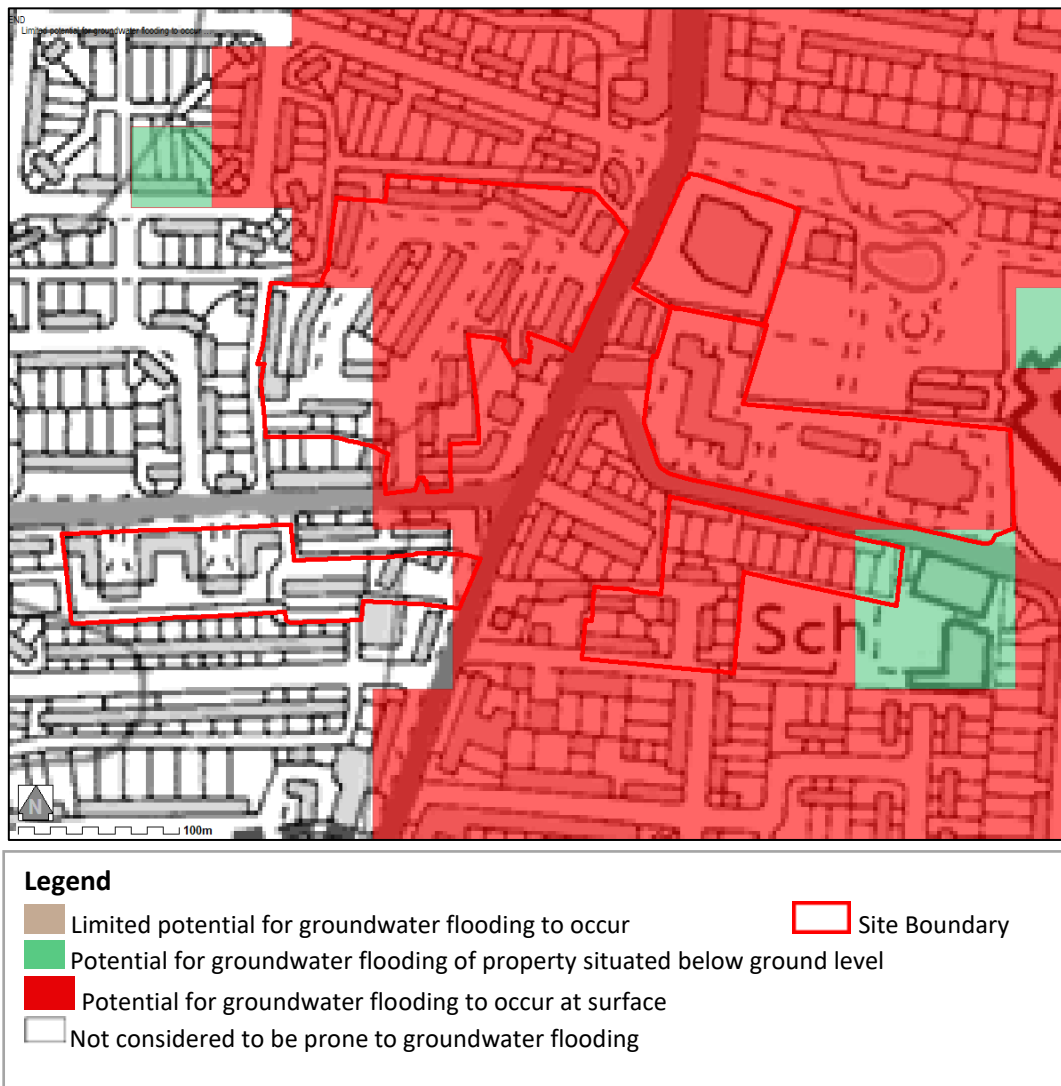 END
Limited potential for groundwater flooding to occur
Sch
N
100m
Legend
Limited potential for groundwater flooding to occur
Site Boundary
Potential for groundwater flooding of property situated below ground level
Potential for groundwater flooding to occur at surface
Not considered to be prone to groundwater flooding